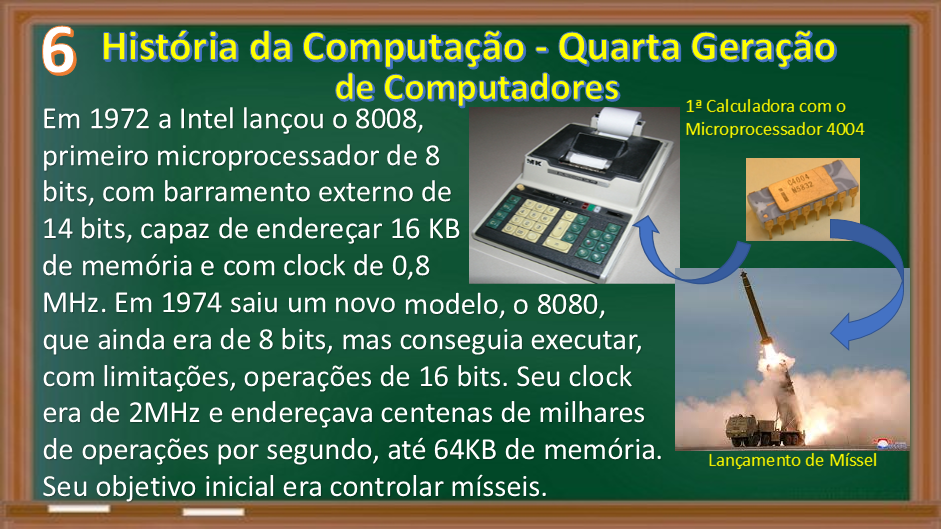 6
História da Computação - Quarta Geração
de Computadores
Em 1972 a Intel lançou o 8008,
primeiro microprocessador de 8
bits, com barramento externo de
14 bits, capaz de endereçar 16 KB
de memória e com clock de 0,8
MHz. Em 1974 saiu um novo modelo, o 8080,
que ainda era de 8 bits, mas conseguia executar,
com limitações, operações de 16 bits. Seu clock
era de 2MHz e endereçava centenas de milhares
de operações por segundo, até 64KB de memória.
Seu objetivo inicial era controlar mísseis.
1ª Calculadora com o
Microprocessador 4004
C4004
Lançamento de Míssel